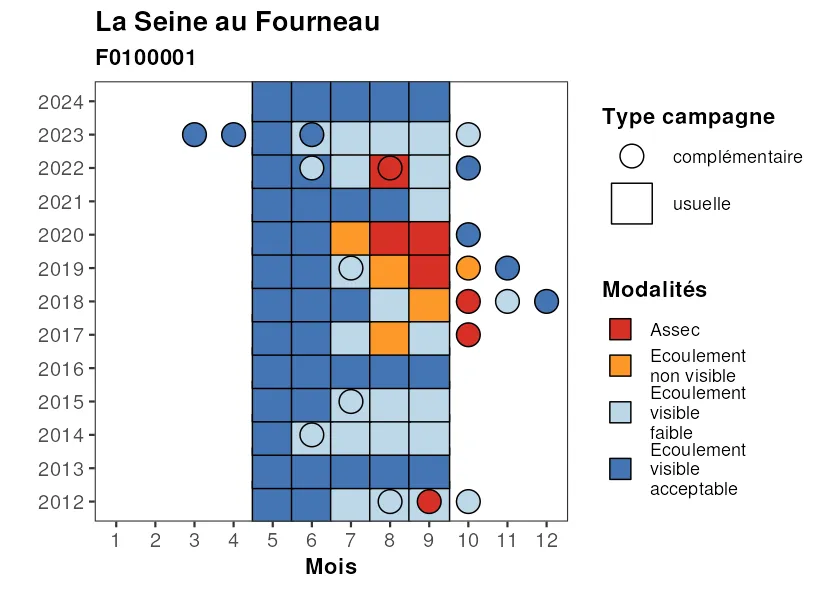 La Seine au Fourneau
F0100001
2024
2023
2022
2021
2020
2019
2018
2017
2016
2015
2014
2013
2012
1 2 3 4 5 6 7 8 9 10 11 12
Mois
Type campagne
complémentaire
usuelle
Modalités
Assec
Ecoulement
non visible
Ecoulement
visible
faible
Ecoulement
visible
acceptable